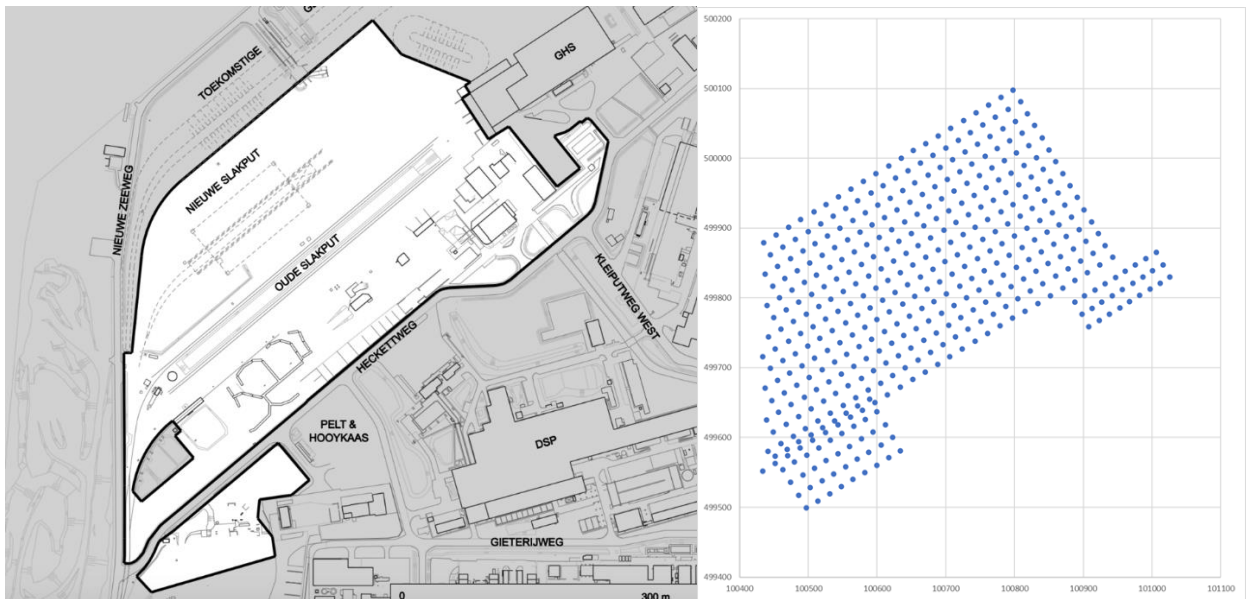 GHS
TOEKOMSTIGE
NIEUWE SLAKPUT
NIEUWE ZEEWEG
OUDE SLAKPUT
KLEIPUTWEG WEST
HECKETTWEG
PELT &
HOOYKAAS
DSP
GIETERIJWEG
0
300 m
500200
500100
500000
499900
499800
499700
499600
499500
499400
100400
100500
100600
100700
100800
100900
101000
101100